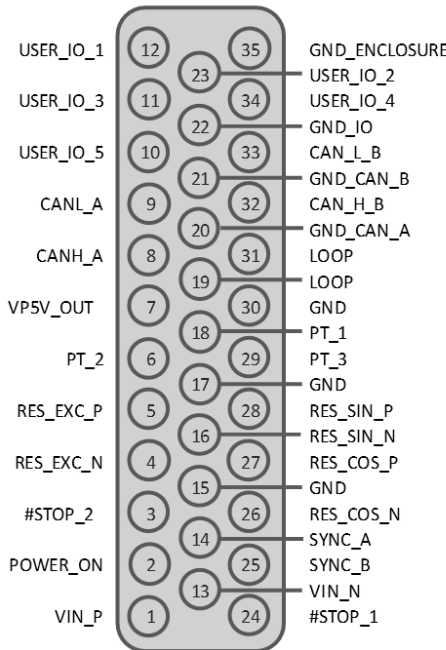 USER_IO_1 12 35 GND_ENCLOSURE
23 USER_IO_2
USER_IO_3 11 34 USER_IO_4
22 GND_IO
USER_IO_5 10 33 CAN_L_B
21 GND_CAN_B
CANL_A 9 32 CAN_H_B
20 GND_CAN_A
CANH_A 8 31 LOOP
19 LOOP
VP5V_OUT 7 30 GND
18 PT_1
PT_2 6 29 PT_3
17 GND
RES_EXC_P 5 28 RES_SIN_P
16 RES_SIN_N
RES_EXC_N 4 27 RES_COS_P
15 GND
#STOP_2 3 26 RES_COS_N
14 SYNC_A
POWER_ON 2 25 SYNC_B
13 VIN_N
VIN_P 1 24 #STOP_1